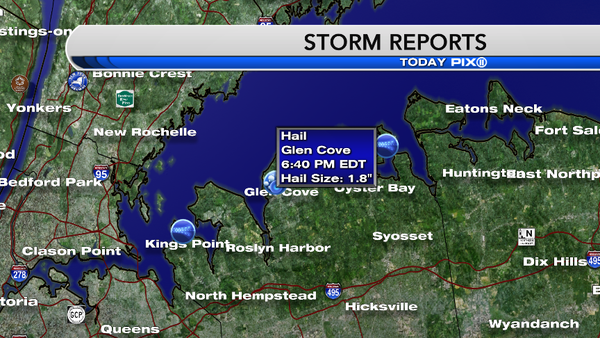 95
stings-on-
STORM REPORTS
TODAY PIX11
Bonnie Crest
Yonkers
New Rochelle
Eatons Neck
Fort Sal
Hail
Glen Cove
6:40 PM EDT
Hail Size: 1.8"
od
Bedford Park
95
Glen Cove
Oyster Bay
Huntington
East Northp
e
Kings Point
Roslyn Harbor
Clason Point
Syosset
N
Dix Hills
495
278
toria
North Hempstead
495
Hicksville
GCP
Queens
Wyandanch